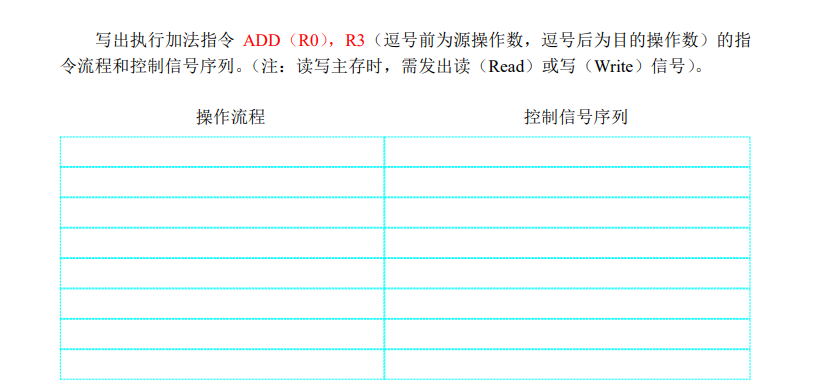 写出执行加法指令 ADD（R0），R3（逗号前为源操作数，逗号后为目的操作数）的指
令流程和控制信号序列。（注：读写主存时，需发出读（Read）或写（Write）信号）。
操作流程 控制信号序列